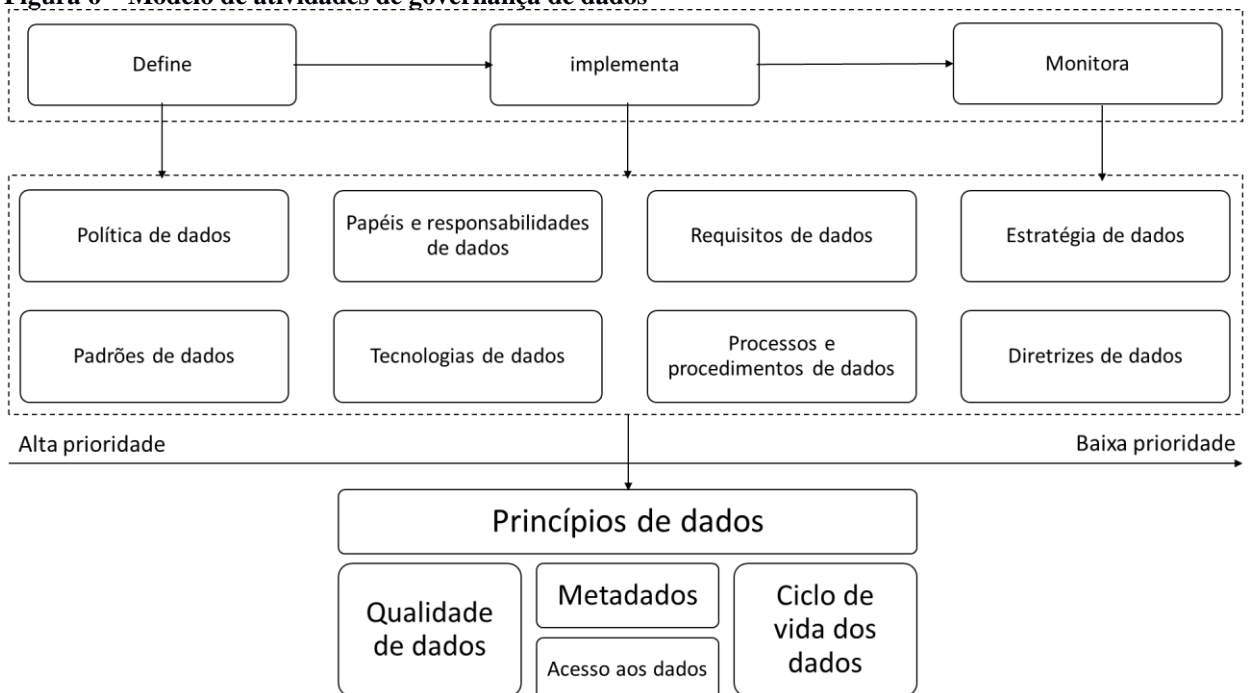 Figura 6 – Modelo de atividades de governança de dados
Define
implementa
Monitora
Política de dados
Papéis e responsabilidades
de dados
Requisitos de dados
Estratégia de dados
Padrões de dados
Tecnologias de dados
Processos e
procedimentos de dados
Diretrizes de dados
Alta prioridade
Baixa prioridade
Princípios de dados
Qualidade
de dados
Metadados
Acesso aos dados
Ciclo de
vida dos
dados